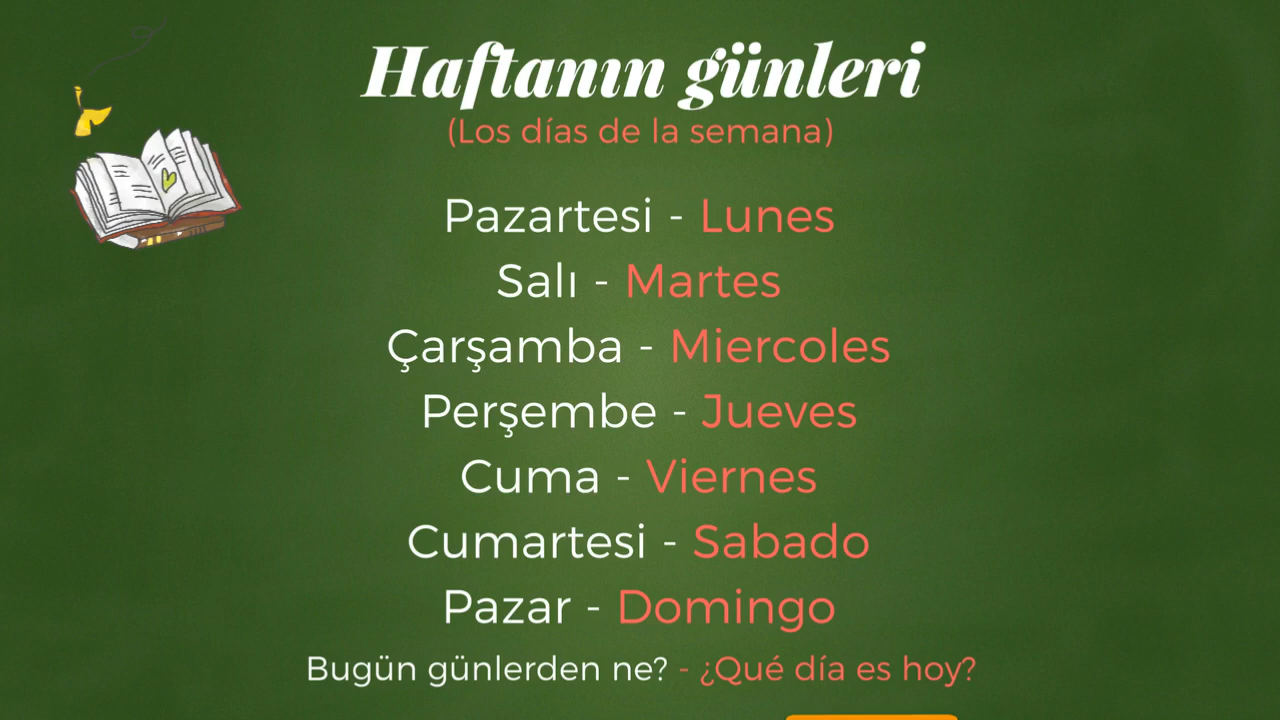 Haftanın günleri
(Los días de la semana)
Pazartesi - Lunes
Salı - Martes
Çarşamba - Miercoles
Perşembe - Jueves
Cuma - Viernes
Cumartesi - Sabado
Pazar - Domingo
Bugün günlerden ne? - ¿Qué día es hoy?